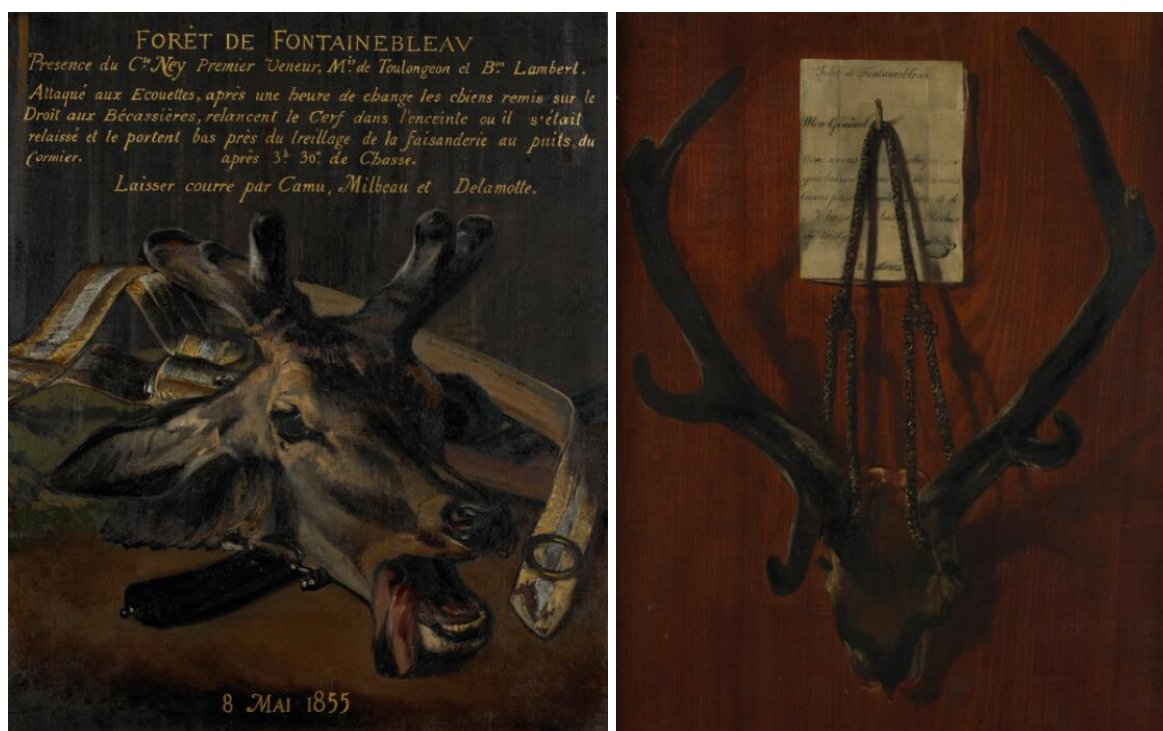 FORÊT DE FONTAINEBLEAV
Presence du Cte Ney Premier Veneur, Mis de Toulongeon et Bon Lambert.
Attaqué aux Ecouettes, après une heure de change les chiens remis sur le
Droit aux Bécassières, relancent le Cerf dans l'enceinte ou il s'était
relaissé et le portent bas près du treillage de la faisanderie au puits du
Cormier. après 3h 30m de Chasse.
Laisser courre par Camu, Milbeau et Delamotte.
8 MAI 1855
Forêt de Fontainebleau
Mon Général